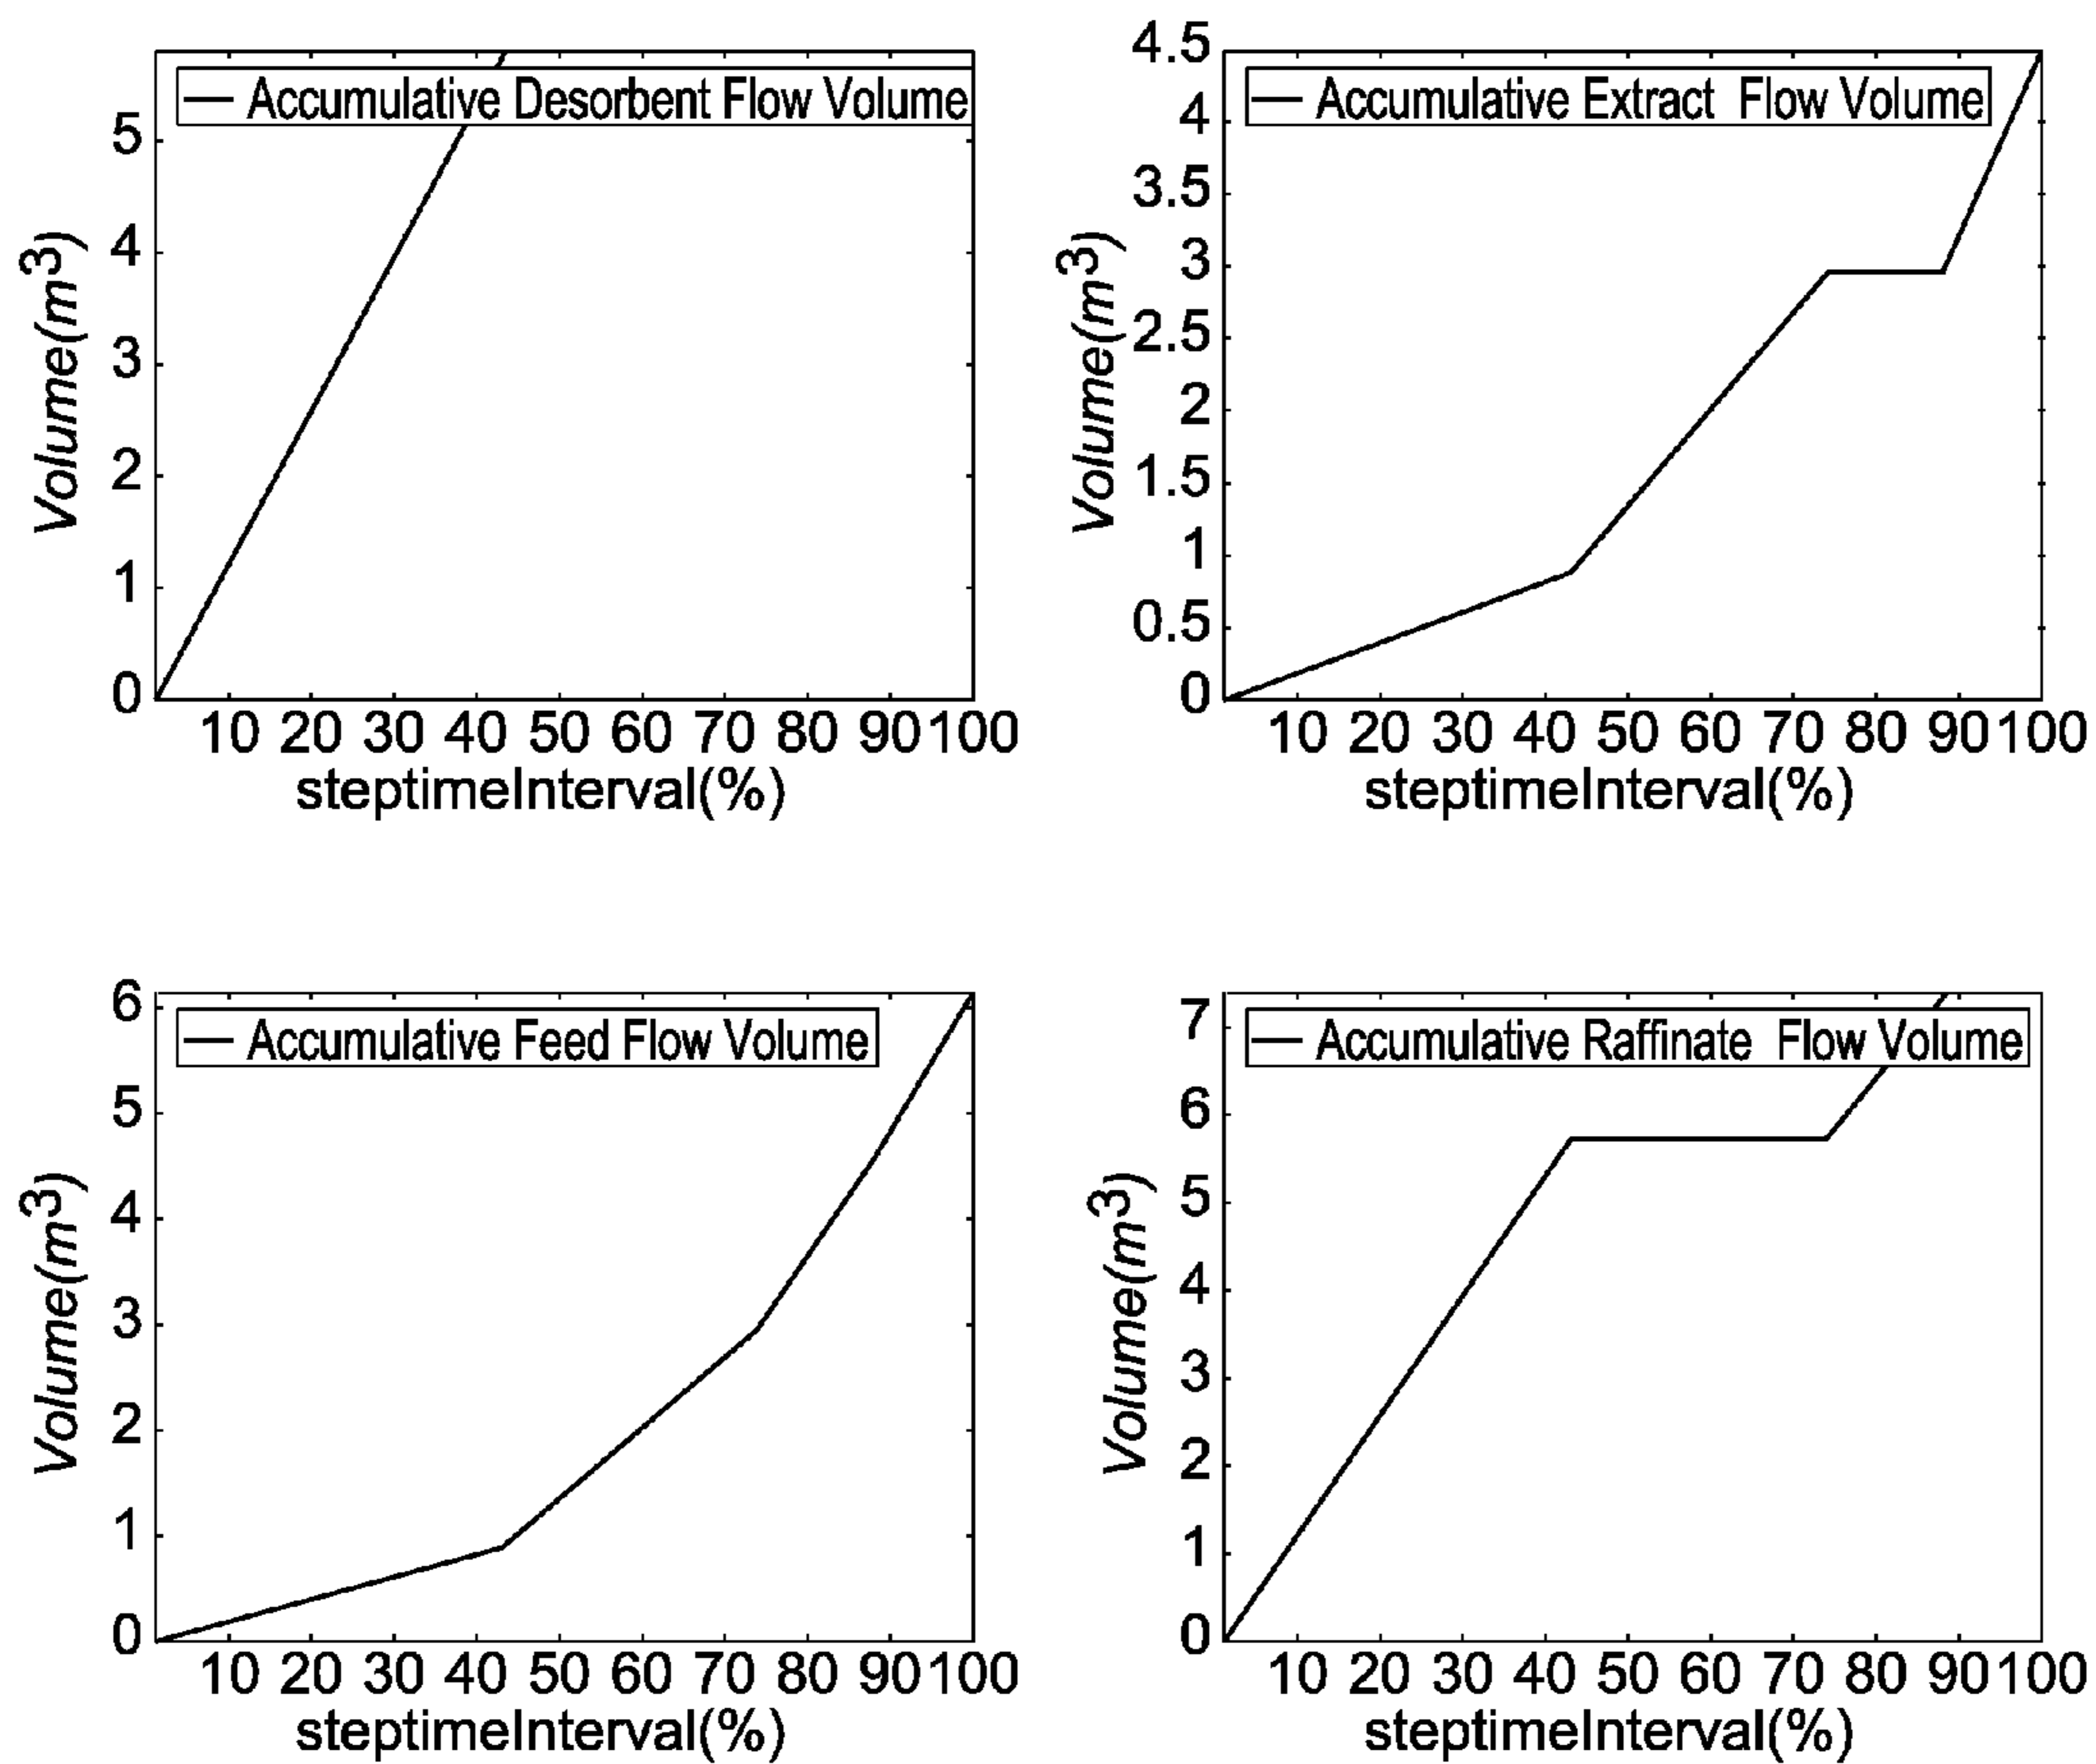 Accumulative Desorbent Flow Volume
5
4
3
2
1
0
Volume(m3)
10 20 30 40 50 60 70 80 90 100
steptimeInterval(%)
Accumulative Extract Flow Volume
4.5
4
3.5
3
2.5
2
1.5
1
0.5
0
Volume(m3)
10 20 30 40 50 60 70 80 90 100
steptimeInterval(%)
Accumulative Feed Flow Volume
6
5
4
3
2
1
0
Volume(m3)
10 20 30 40 50 60 70 80 90 100
steptimeInterval(%)
Accumulative Raffinate Flow Volume
7
6
5
4
3
2
1
0
Volume(m3)
10 20 30 40 50 60 70 80 90 100
steptimeInterval(%)